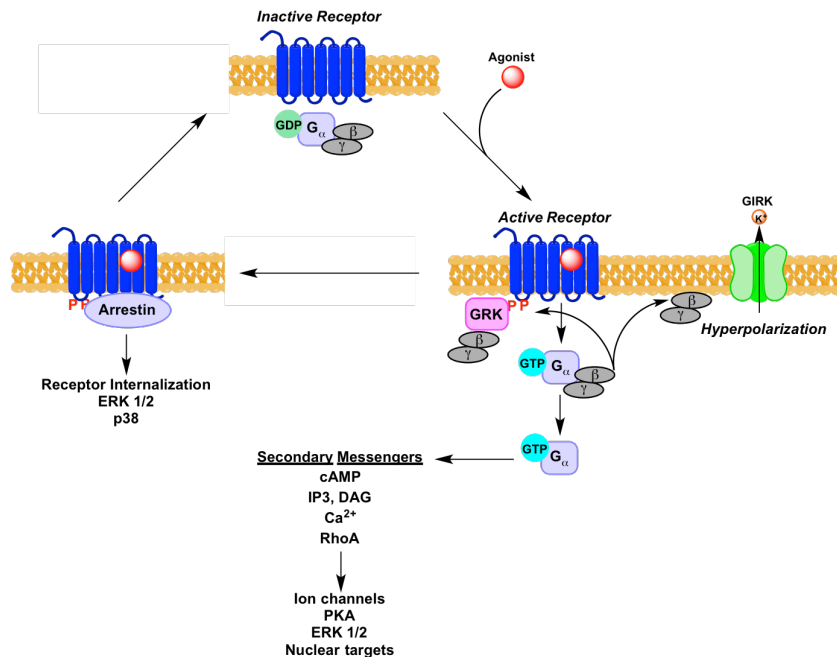 Inactive Receptor
Agonist
GDP
Gα
β
γ
Active Receptor
GIRK
K+
P P
Arrestin
GRK
P P
β
γ
β
γ
Hyperpolarization
GTP
Gα
β
γ
Receptor Internalization
ERK 1/2
p38
GTP
Gα
Secondary Messengers
cAMP
IP3, DAG
Ca2+
RhoA
Ion channels
PKA
ERK 1/2
Nuclear targets